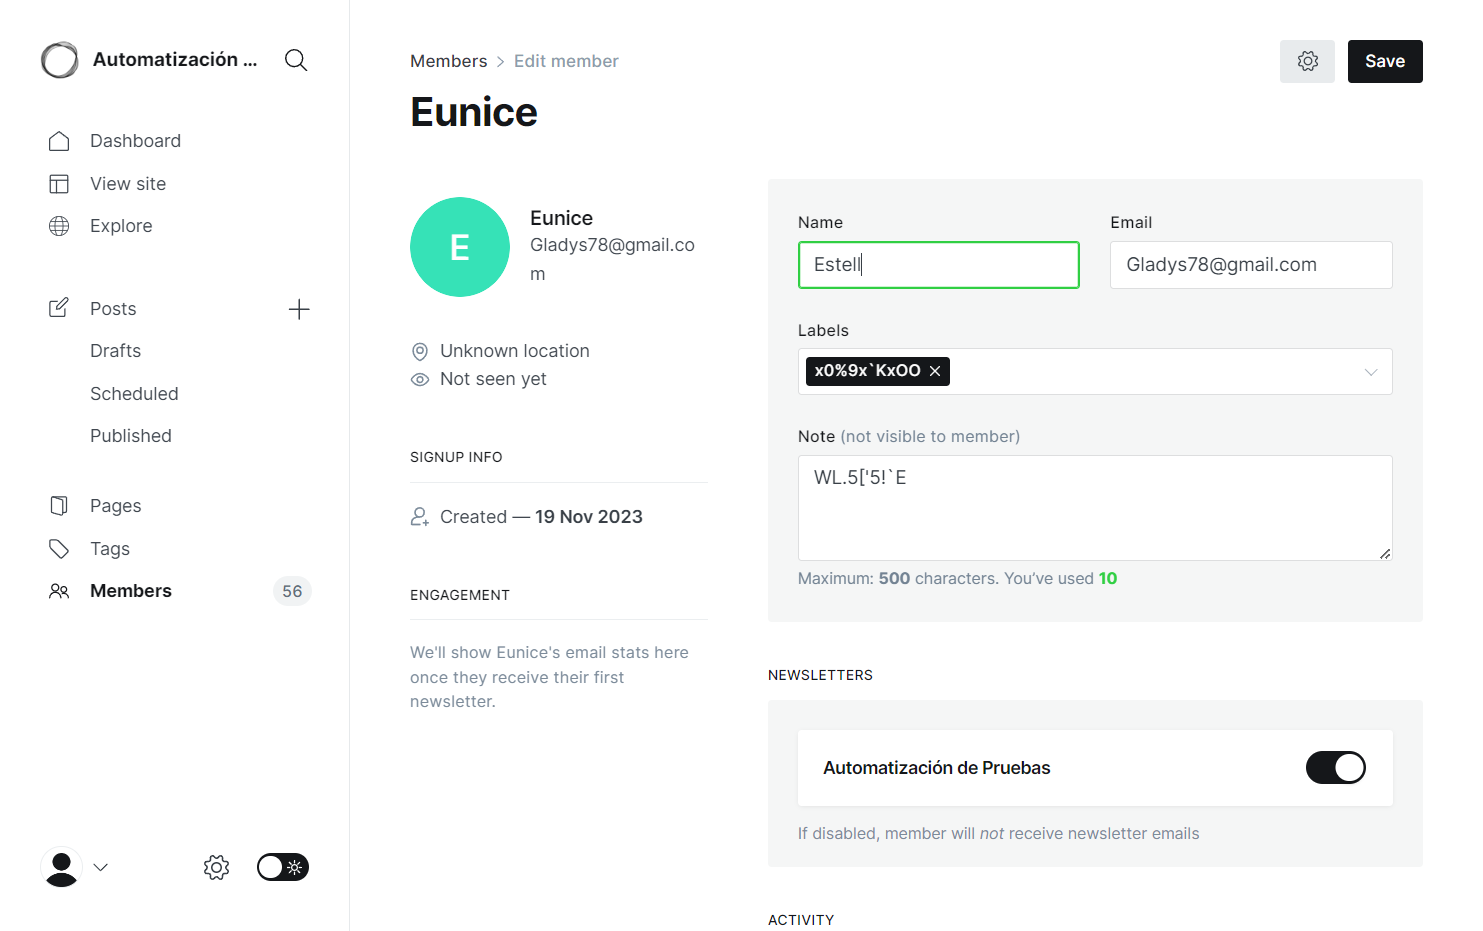 Automatización ...
Dashboard
View site
Explore
Posts
Drafts
Scheduled
Published
Pages
Tags
Members
56
Members > Edit member
Save
Eunice
E
Eunice
Gladys78@gmail.co
m
Unknown location
Not seen yet
SIGNUP INFO
Created — 19 Nov 2023
ENGAGEMENT
We'll show Eunice's email stats here
once they receive their first
newsletter.
Name
Estell
Email
Gladys78@gmail.com
Labels
x0%9x`KxOO
Note (not visible to member)
WL.5['5!`E
Maximum: 500 characters. You've used 10
NEWSLETTERS
Automatización de Pruebas
If disabled, member will not receive newsletter emails
ACTIVITY